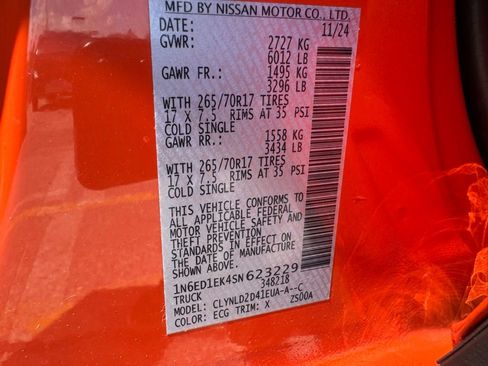 MFD BY NISSAN MOTOR CO., LTD.
DATE: 11/24
GVWR: 2727 KG
6012 LB
GAWR FR.: 1495 KG
3296 LB
WITH 265/70R17 TIRES
17 X 7.5 RIMS AT 35 PSI
COLD SINGLE
GAWR RR.: 1558 KG
3434 LB
WITH 265/70R17 TIRES
17 X 7.5 RIMS AT 35 PSI
COLD SINGLE
THIS VEHICLE CONFORMS TO
ALL APPLICABLE FEDERAL
MOTOR VEHICLE SAFETY AND
THEFT PREVENTION
STANDARDS IN EFFECT ON
THE DATE OF MANUFACTURE
SHOWN ABOVE.
1N6ED1EK4SN623229
TRUCK 348218
MODEL: CLYNLD2D41EUA-A--C
COLOR: ECG TRIM: X ZS00A